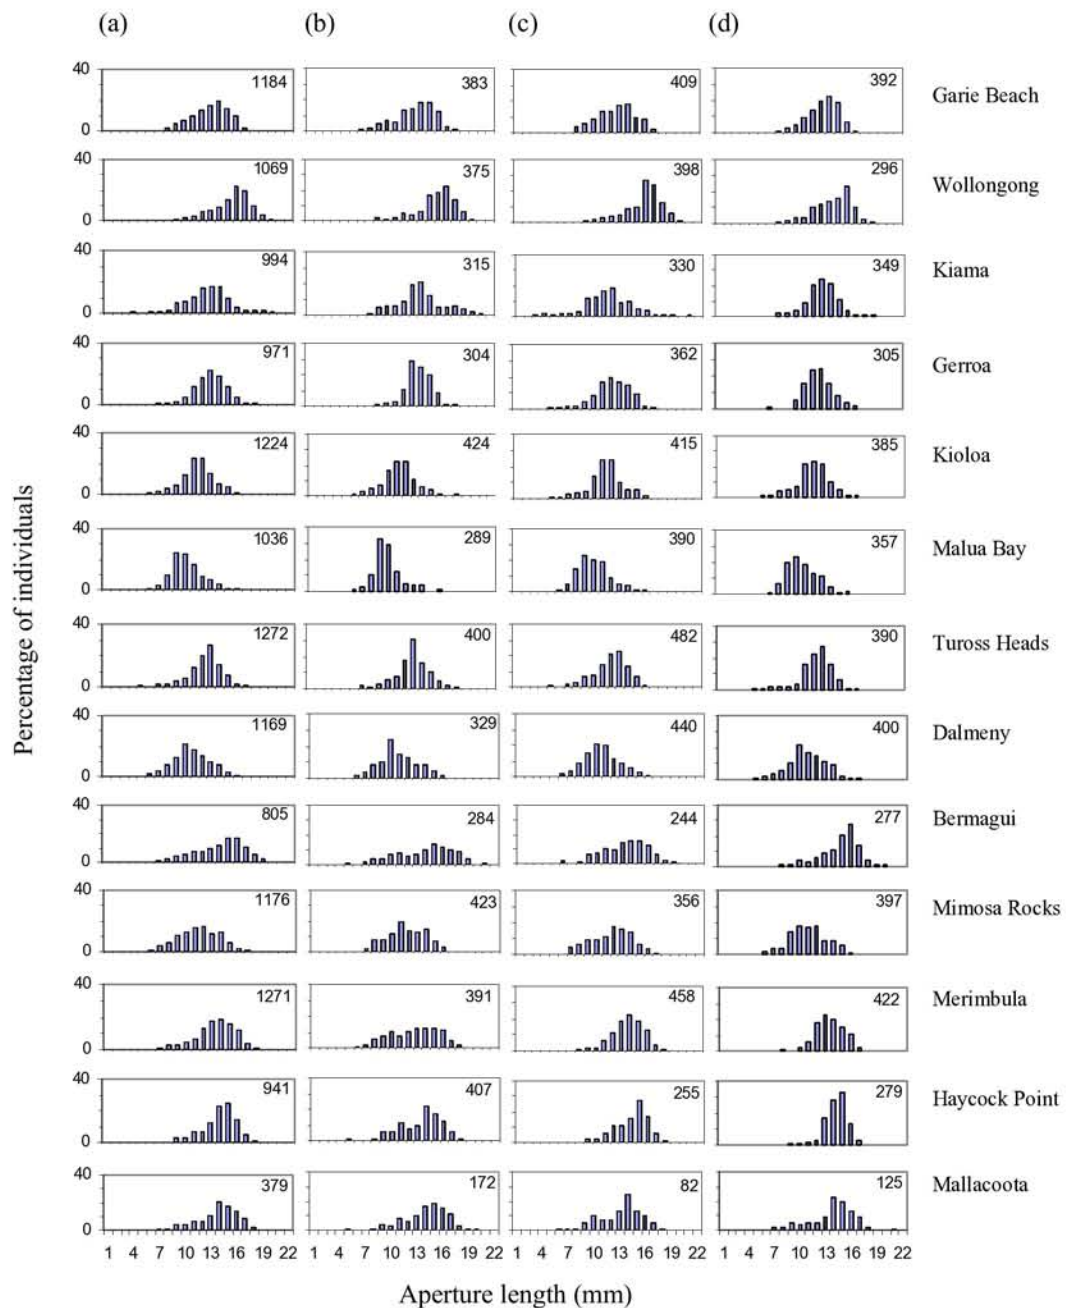 (a) (b) (c) (d)
40 1184 383 409 392 Garie Beach
0
40 1069 375 398 296 Wollongong
0
40 994 315 330 349 Kiama
0
40 971 304 362 305 Gerroa
0
40 1224 424 415 385 Kioloa
0
40 1036 289 390 357 Malua Bay
0
40 1272 400 482 390 Tuross Heads
0
40 1169 329 440 400 Dalmeny
0
40 805 284 244 277 Bermagui
0
40 1176 423 356 397 Mimosa Rocks
0
40 1271 391 458 422 Merimbula
0
40 941 407 255 279 Haycock Point
0
40 379 172 82 125 Mallacoota
0
1 4 7 10 13 16 19 22 1 4 7 10 13 16 19 22 1 4 7 10 13 16 19 22 1 4 7 10 13 16 19 22
Percentage of individuals
Aperture length (mm)